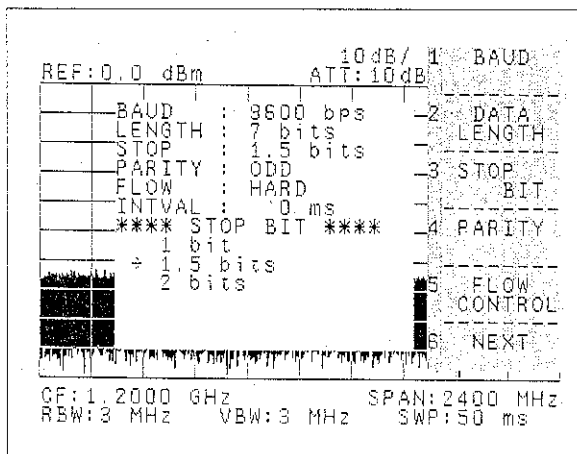 REF:0.0 dBm
10dB/
ATT:10dB
BAUD : 9600 bps
LENGTH : 7 bits
STOP : 1.5 bits
PARITY : ODD
FLOW : HARD
INTVAL : 0 ms
**** STOP BIT ****
1 bit
÷ 1.5 bits
2 bits
1 BAUD
2 DATA
LENGTH
3 STOP
BIT
4 PARITY
5 FLOW
CONTROL
6 NEXT
CF:1.2000 GHz
SPAN:2400 MHz
RBW:3 MHz
VBW:3 MHz
SWP:50 ms